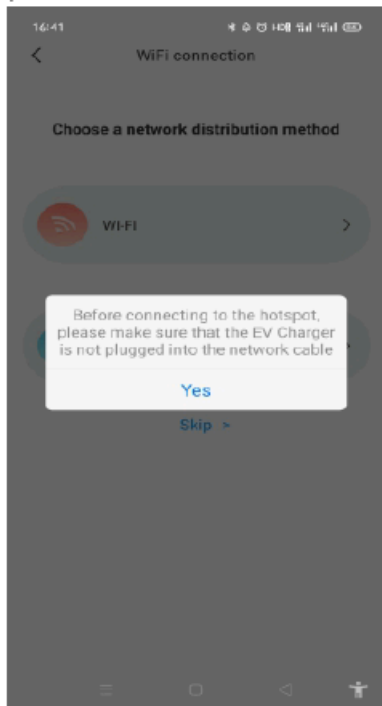 16:41
WiFi connection
Choose a network distribution method
WI-FI
Before connecting to the hotspot,
please make sure that the EV Charger
is not plugged into the network cable
Yes
Skip >